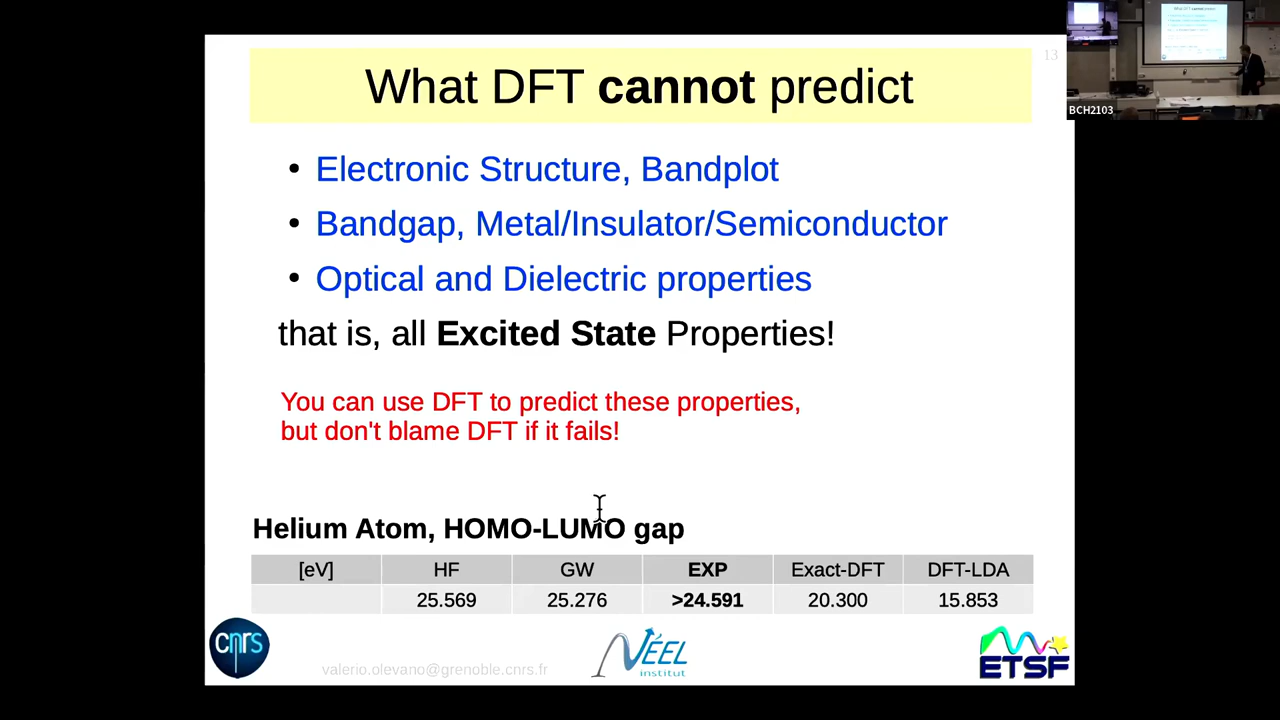 What DFT cannot predict
13
BCH2103
• Electronic Structure, Bandplot
• Bandgap, Metal/Insulator/Semiconductor
• Optical and Dielectric properties
that is, all Excited State Properties!
You can use DFT to predict these properties,
but don't blame DFT if it fails!
Helium Atom, HOMO-LUMO gap
[eV] HF GW EXP Exact-DFT DFT-LDA
25.569 25.276 >24.591 20.300 15.853
cnrs
valerio.olevano@grenoble.cnrs.fr
NÉEL
institut
ETSF